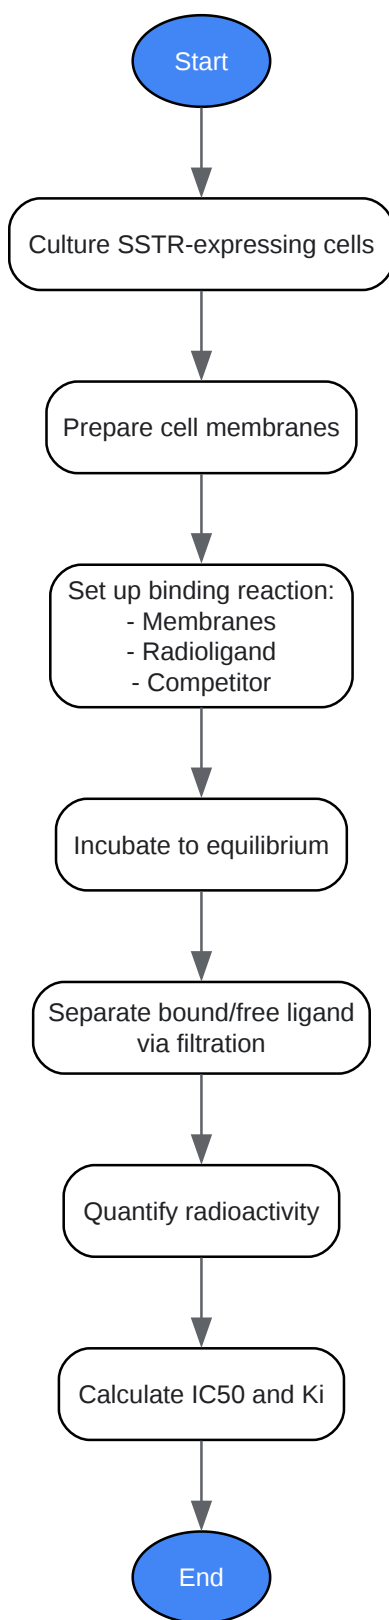 Start
Culture SSTR-expressing cells
Prepare cell membranes
Set up binding reaction:
- Membranes
- Radioligand
- Competitor
Incubate to equilibrium
Separate bound/free ligand
via filtration
Quantify radioactivity
Calculate IC50 and Ki
End